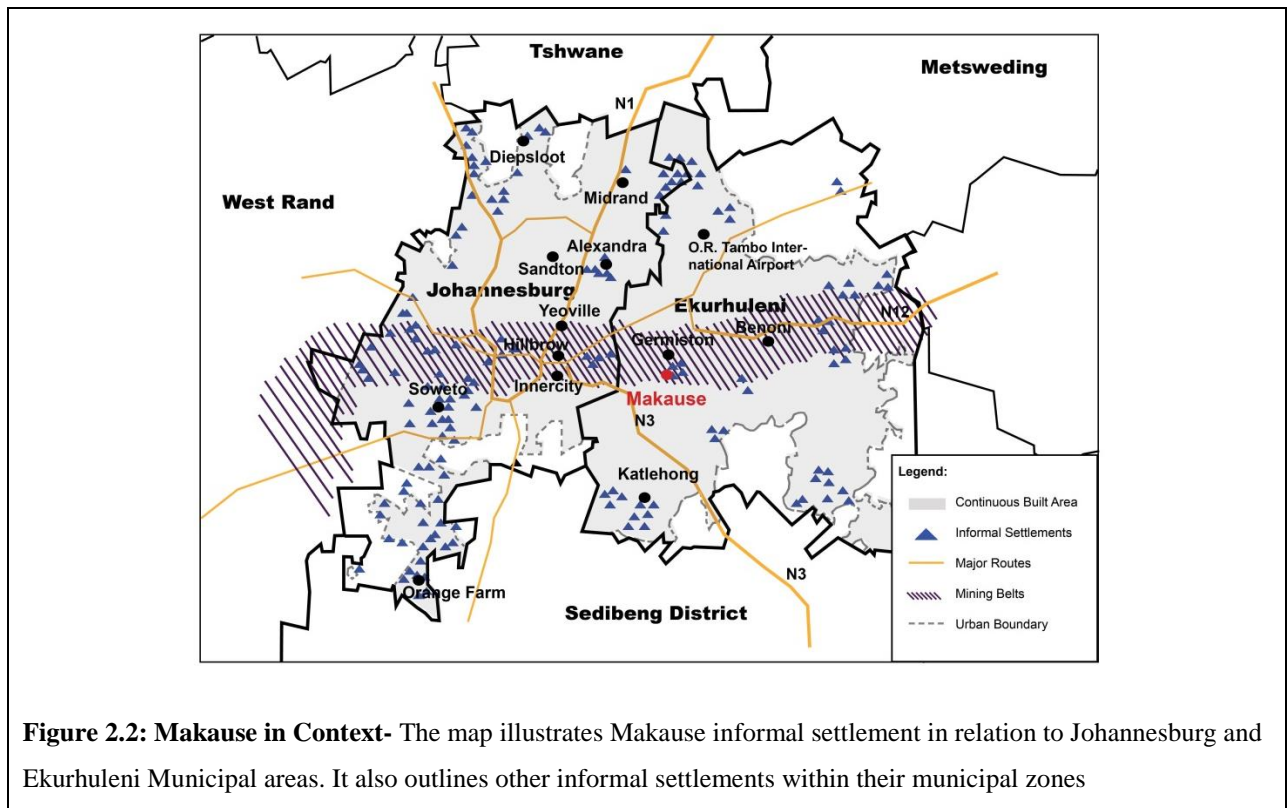 Tshwane
Metsweding
N1
Diepsloot
Midrand
West Rand
Alexandra
O.R. Tambo Inter-
national Airport
Sandton
Johannesburg
Ekurhuleni
Yeoville
N12
Benoni
Hillbrow
Germiston
Innercity
Soweto
Makause
N3
Katlehong
Legend:
Continuous Built Area
Informal Settlements
Major Routes
Mining Belts
Urban Boundary
N3
Orange Farm
Sedibeng District
Figure 2.2: Makause in Context- The map illustrates Makause informal settlement in relation to Johannesburg and
Ekurhuleni Municipal areas. It also outlines other informal settlements within their municipal zones